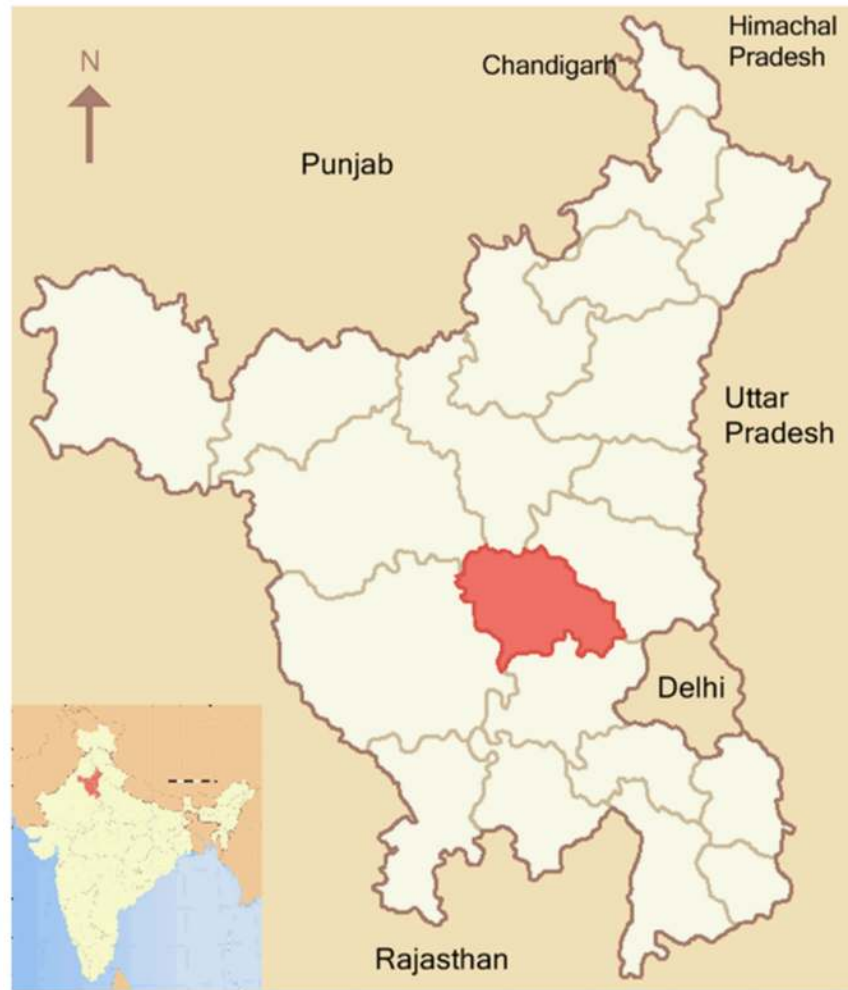 Himachal
Pradesh
Chandigarh
N
Punjab
Uttar
Pradesh
Delhi
Rajasthan